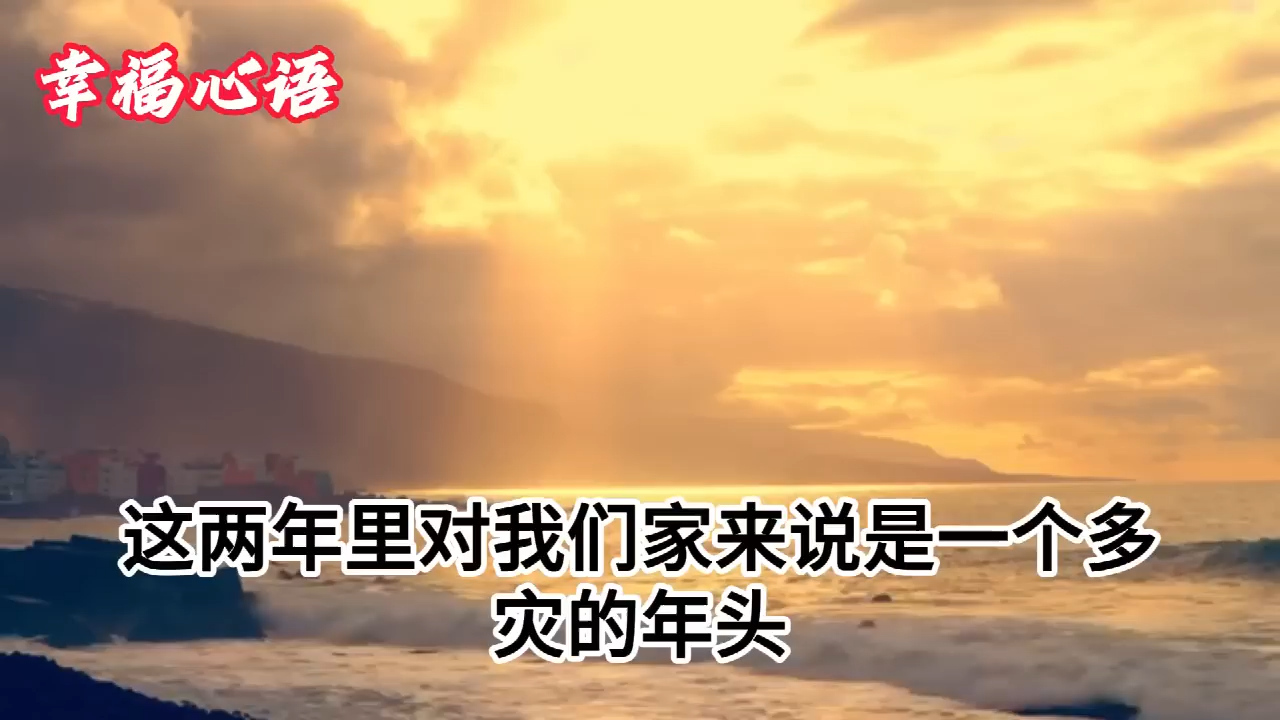 幸福心语
这两年里对我们家来说是一个多
灾的年头